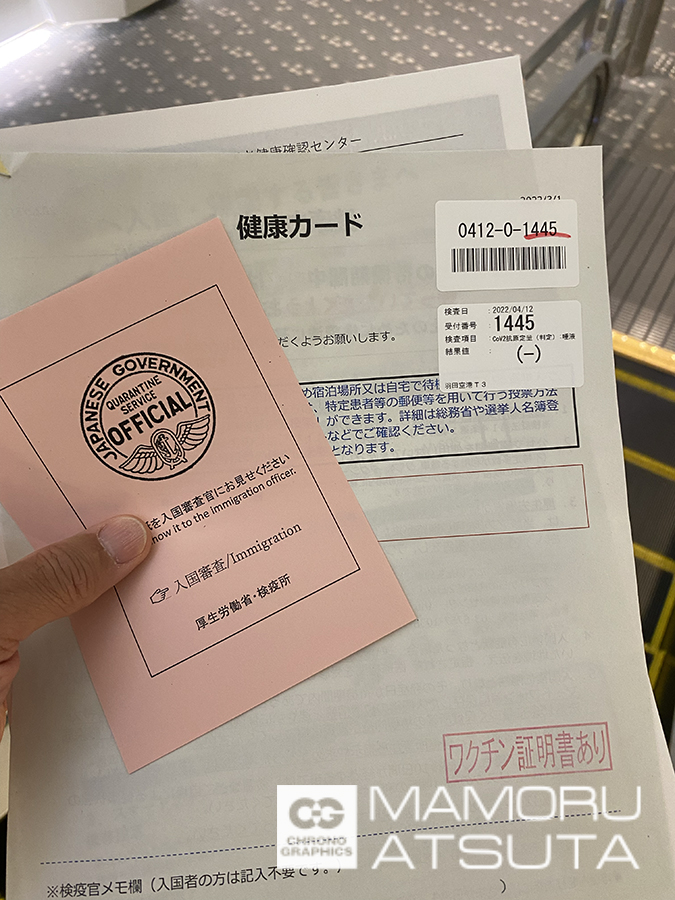 健康確認センター
2022/3/1
健康カード
0412-0-1445
検査日 :2022/04/12
受付番号 :1445
検査項目 :CoV2抗原定量(判定):唾液
結果値 : (-)
羽田空港T3
だくようお願いします。
め宿泊場所又は自宅で待
、特定患者等の郵便等を用いて行う投票方法
ができます。詳細は総務省や選挙人名簿登
などでご確認ください。
となります。
JAPANESE GOVERNMENT
QUARANTINE
SERVICE
OFFICIAL
を入国審査官にお見せください
now it to the immigration officer.
☞ 入国審査/Immigration
厚生労働省・検疫所
ワクチン証明書あり
※検疫官メモ欄(入国者の方は記入不要です。)
)
CHRONO
GRAPHICS
MAMORU
ATSUTA